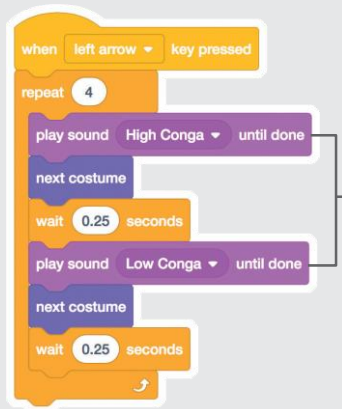 when left arrow key pressed
repeat 4
play sound High Conga until done
next costume
wait 0.25 seconds
play sound Low Conga until done
next costume
wait 0.25 seconds